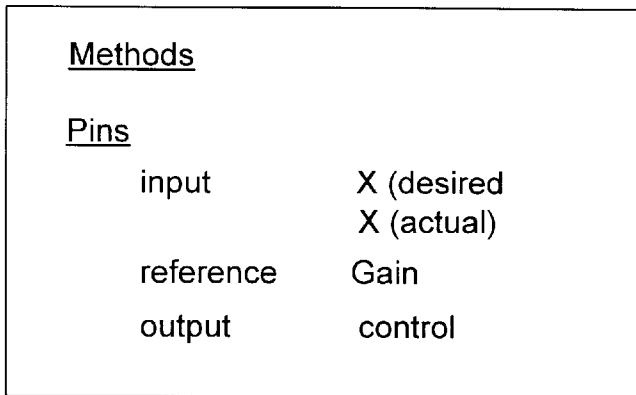 Methods
Pins
input X (desired
X (actual)
reference Gain
output control